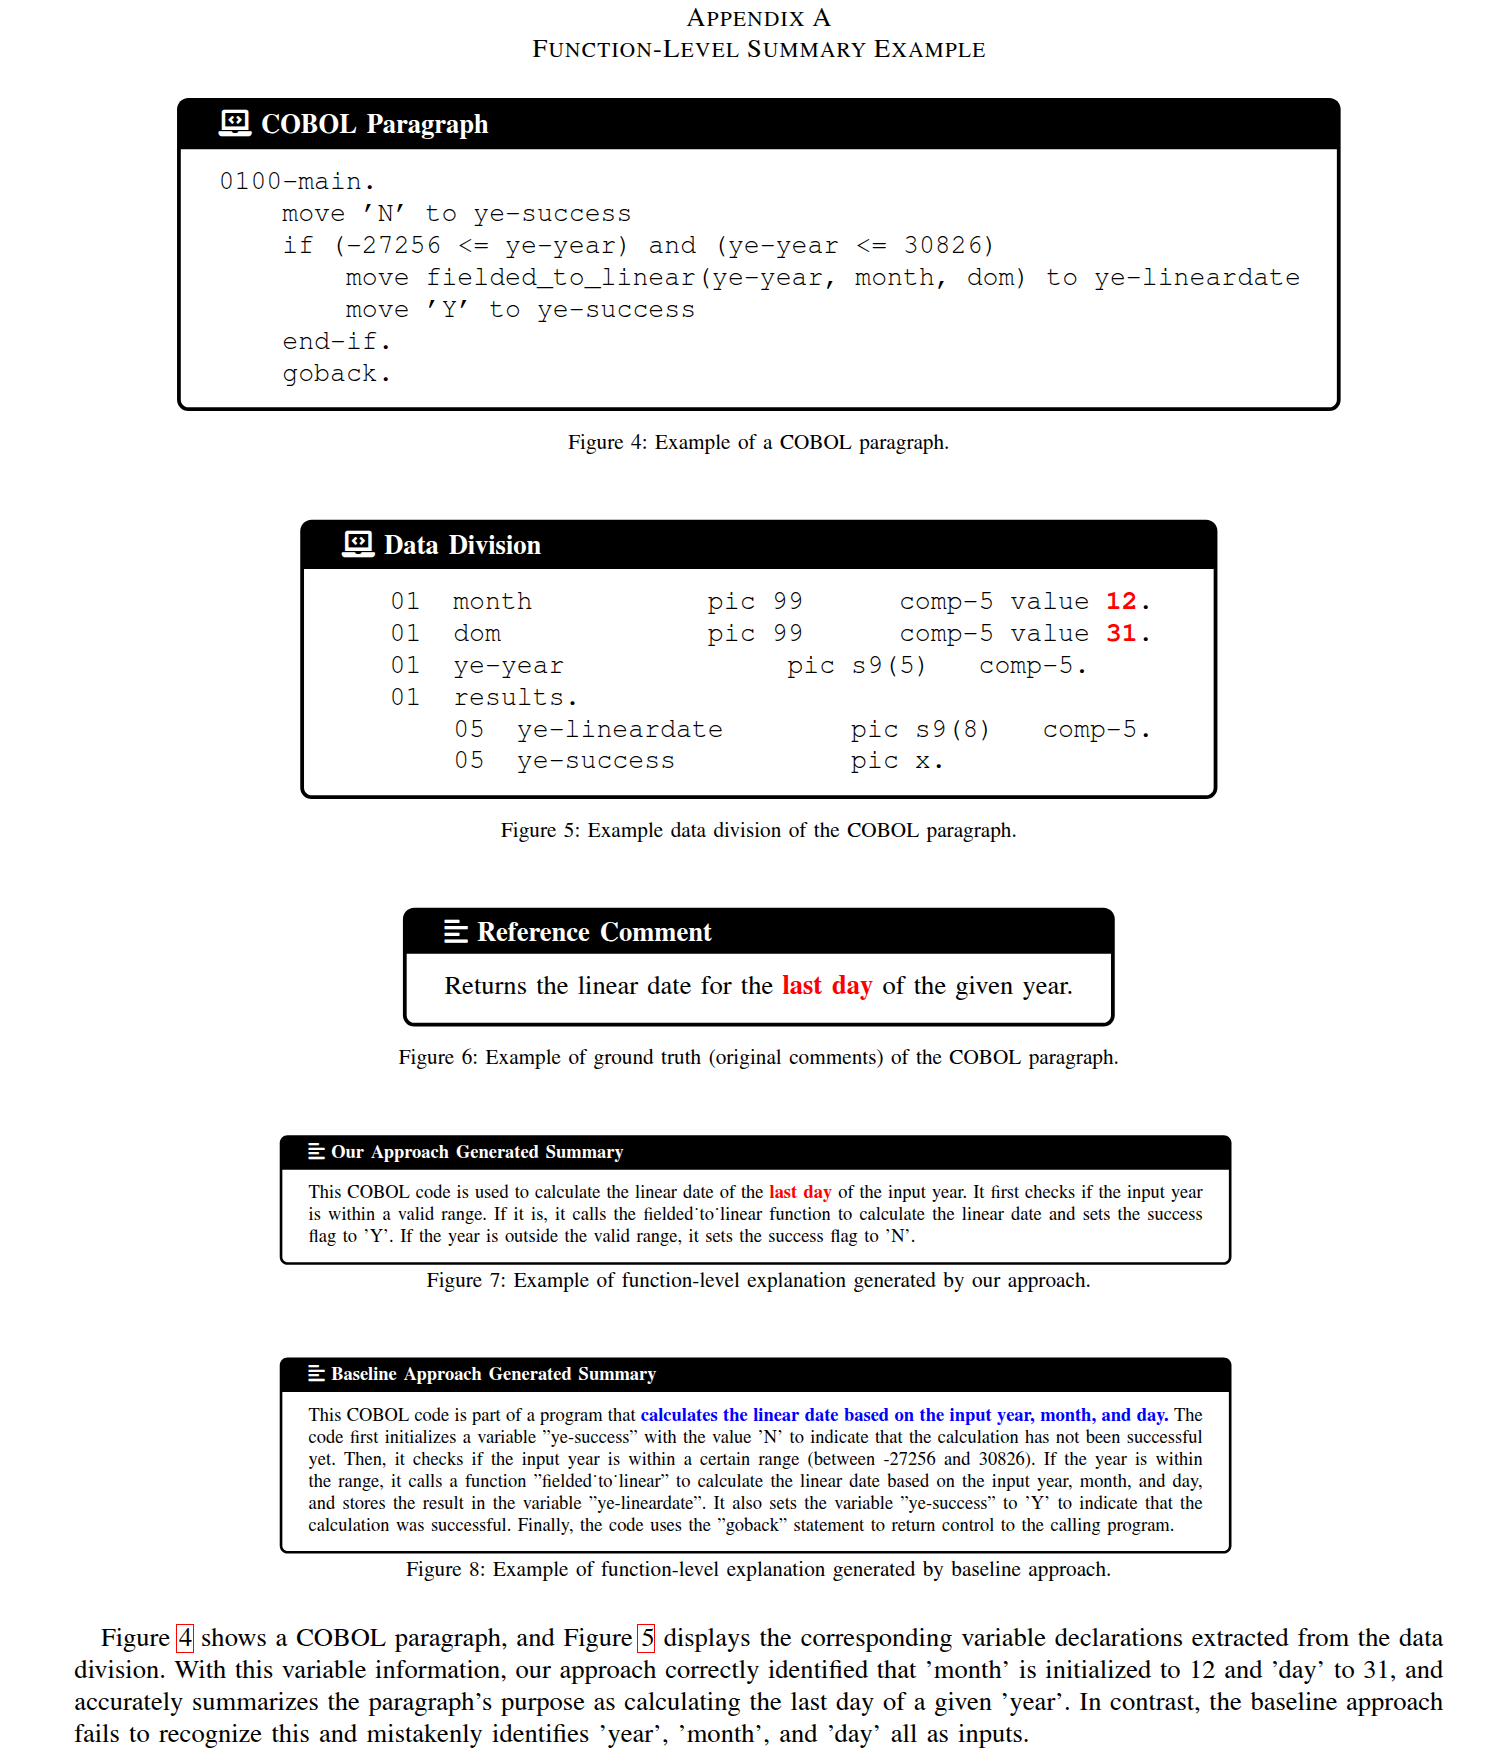 APPENDIX A
FUNCTION-LEVEL SUMMARY EXAMPLE
COBOL Paragraph
0100-main.
move ’N’ to ye-success
if (-27256 <= ye-year) and (ye-year <= 30826)
move fielded_to_linear(ye-year, month, dom) to ye-lineardate
move ’Y’ to ye-success
end-if.
goback.
Figure 4: Example of a COBOL paragraph.
Data Division
01 month pic 99 comp-5 value 12.
01 dom pic 99 comp-5 value 31.
01 ye-year pic s9(5) comp-5.
01 results.
05 ye-lineardate pic s9(8) comp-5.
05 ye-success pic x.
Figure 5: Example data division of the COBOL paragraph.
Reference Comment
Returns the linear date for the last day of the given year.
Figure 6: Example of ground truth (original comments) of the COBOL paragraph.
Our Approach Generated Summary
This COBOL code is used to calculate the linear date of the last day of the input year. It first checks if the input year
is within a valid range. If it is, it calls the fielded˙to˙linear function to calculate the linear date and sets the success
flag to ’Y’. If the year is outside the valid range, it sets the success flag to ’N’.
Figure 7: Example of function-level explanation generated by our approach.
Baseline Approach Generated Summary
This COBOL code is part of a program that calculates the linear date based on the input year, month, and day. The
code first initializes a variable ”ye-success” with the value ’N’ to indicate that the calculation has not been successful
yet. Then, it checks if the input year is within a certain range (between -27256 and 30826). If the year is within
the range, it calls a function ”fielded˙to˙linear” to calculate the linear date based on the input year, month, and day,
and stores the result in the variable ”ye-lineardate”. It also sets the variable ”ye-success” to ’Y’ to indicate that the
calculation was successful. Finally, the code uses the ”goback” statement to return control to the calling program.
Figure 8: Example of function-level explanation generated by baseline approach.
Figure 4 shows a COBOL paragraph, and Figure 5 displays the corresponding variable declarations extracted from the data
division. With this variable information, our approach correctly identified that ’month’ is initialized to 12 and ’day’ to 31, and
accurately summarizes the paragraph’s purpose as calculating the last day of a given ’year’. In contrast, the baseline approach
fails to recognize this and mistakenly identifies ’year’, ’month’, and ’day’ all as inputs.